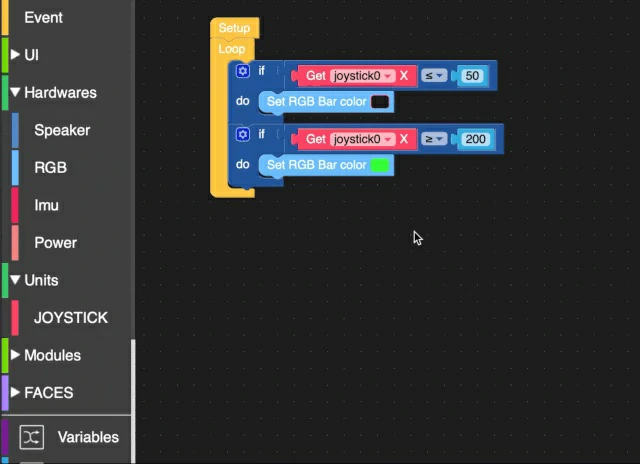 Event
UI
Hardwares
Speaker
RGB
Imu
Power
Units
JOYSTICK
Modules
FACES
Variables
Setup
Loop
if Get joystick0 X ≤ 50
do Set RGB Bar color
if Get joystick0 X ≥ 200
do Set RGB Bar color